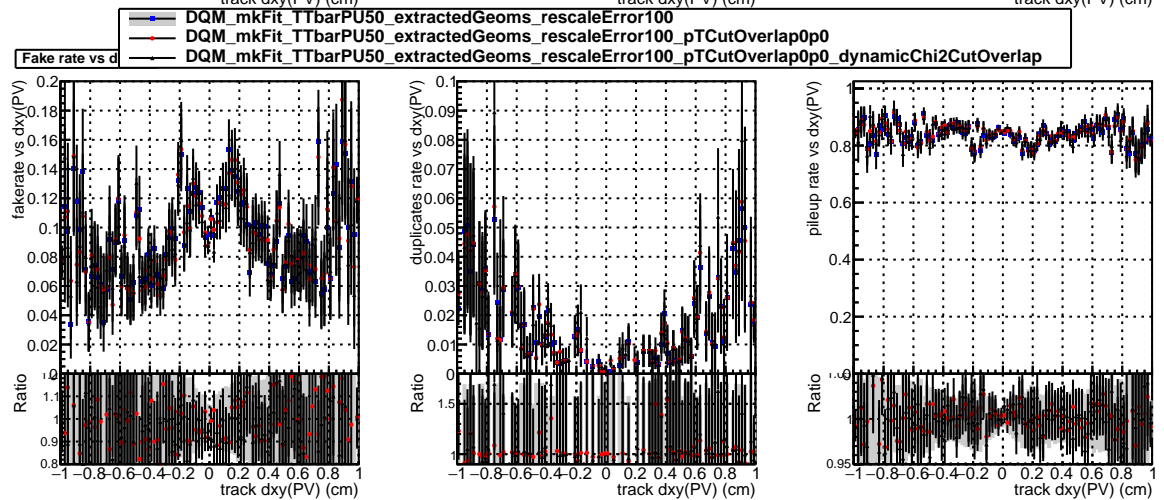 track dxy(PV) (cm) track dxy(PV) (cm) track dxy(PV) (cm)
DQM_mkFit_TTbarPU50_extractedGeoms_rescaleError100
DQM_mkFit_TTbarPU50_extractedGeoms_rescaleError100_pTCutOverlap0p0
DQM_mkFit_TTbarPU50_extractedGeoms_rescaleError100_pTCutOverlap0p0_dynamicChi2CutOverlap
Fake rate vs d
fakerate vs dxy(PV)
0.2
0.18
0.16
0.14
0.12
0.1
0.08
0.06
0.04
0.02
0
Ratio
1.1
1
0.9
0.8
−1 −0.8 −0.6 −0.4 −0.2 0 0.2 0.4 0.6 0.8 1
track dxy(PV) (cm)
duplicates rate vs dxy(PV)
0.1
0.09
0.08
0.07
0.06
0.05
0.04
0.03
0.02
0.01
0
Ratio
1.5
1
−1 −0.8 −0.6 −0.4 −0.2 0 0.2 0.4 0.6 0.8 1
track dxy(PV) (cm)
pileup rate vs dxy(PV)
1
0.8
0.6
0.4
0.2
0
Ratio
1
0.95
−1 −0.8 −0.6 −0.4 −0.2 0 0.2 0.4 0.6 0.8 1
track dxy(PV) (cm)